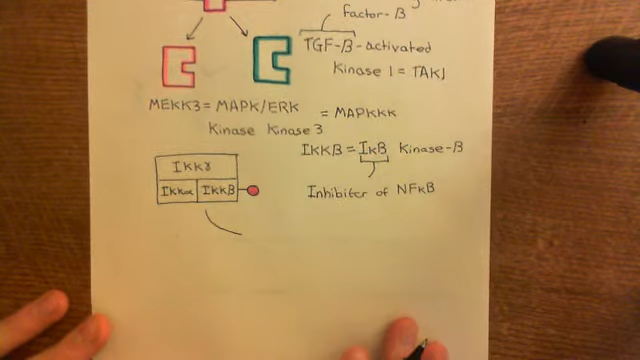 Factor-β
TGF-β-activated
Kinase 1 = TAK1
MEKK3 = MAPK/ERK = MAPKKK
Kinase Kinase 3
IKKβ = IκB Kinase-β
IKKγ
IKKα IKKβ
Inhibitor of NFκB